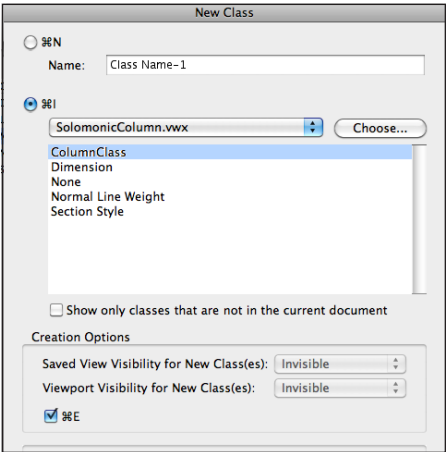 New Class
⌘N
Name: Class Name-1
⌘I
SolomonicColumn.vwx Choose...
ColumnClass
Dimension
None
Normal Line Weight
Section Style
Show only classes that are not in the current document
Creation Options
Saved View Visibility for New Class(es): Invisible
Viewport Visibility for New Class(es): Invisible
⌘E